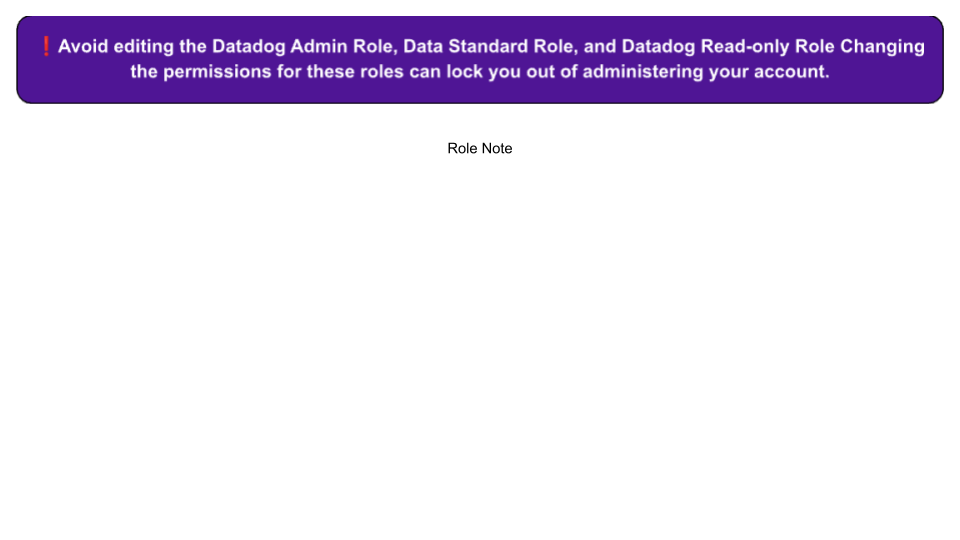 ❗Avoid editing the Datadog Admin Role, Data Standard Role, and Datadog Read-only Role Changing
the permissions for these roles can lock you out of administering your account.
Role Note